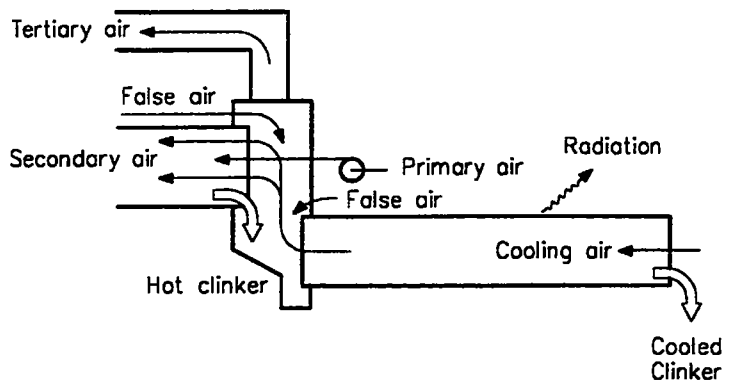 Tertiary air
False air
Secondary air
Primary air
Radiation
False air
Cooling air
Hot clinker
Cooled
Clinker